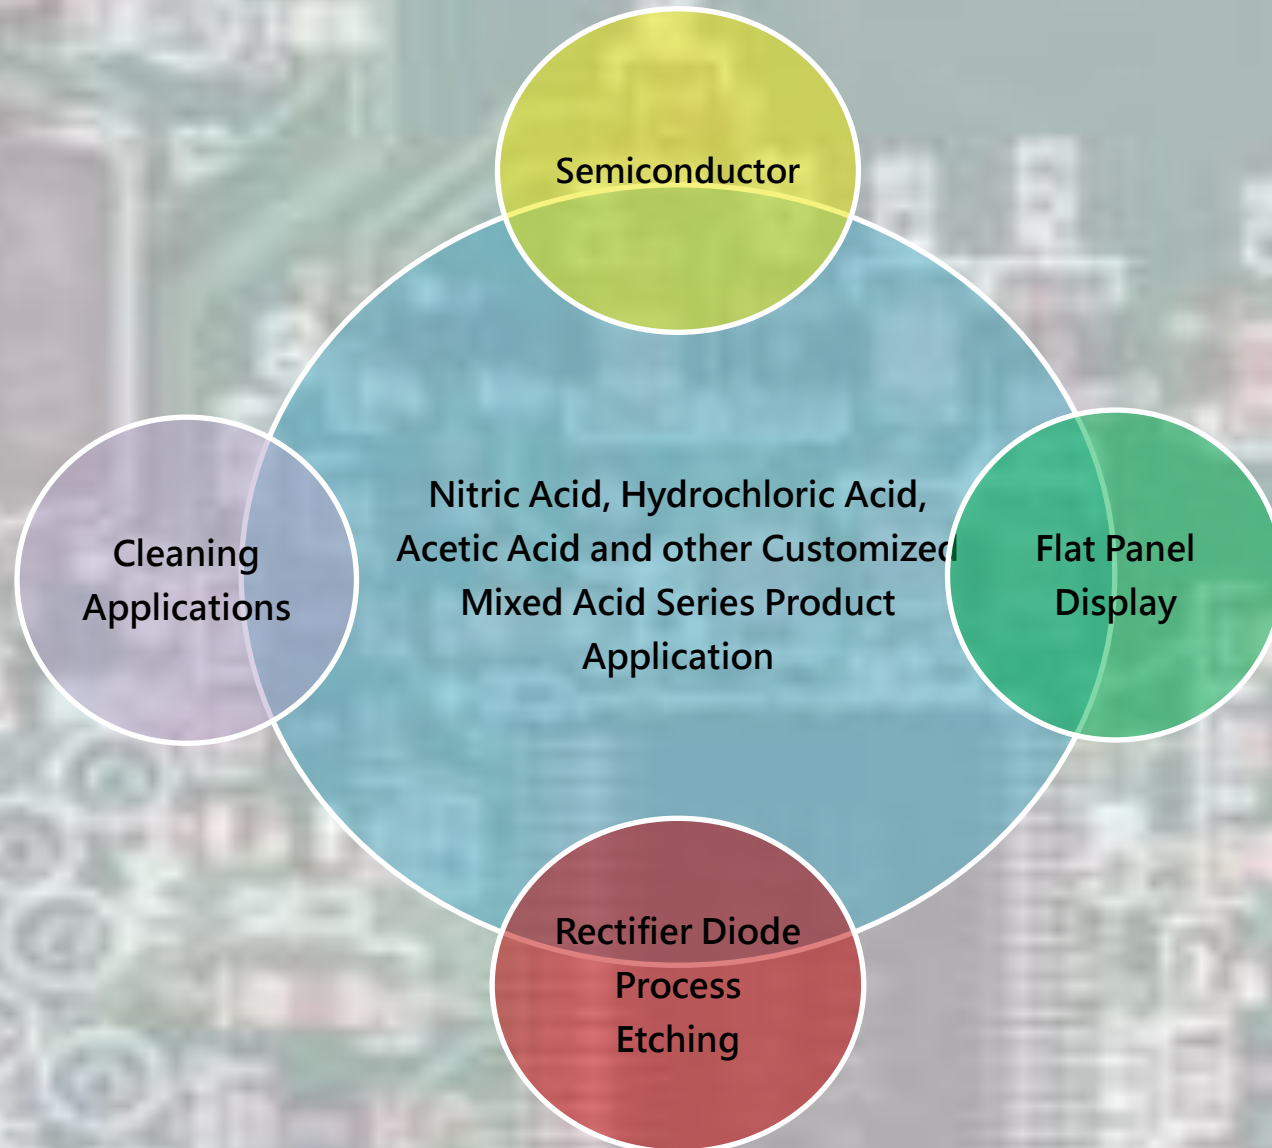 Semiconductor
Nitric Acid, Hydrochloric Acid,
Acetic Acid and other Customized
Mixed Acid Series Product
Application
Cleaning
Applications
Flat Panel
Display
Rectifier Diode
Process
Etching